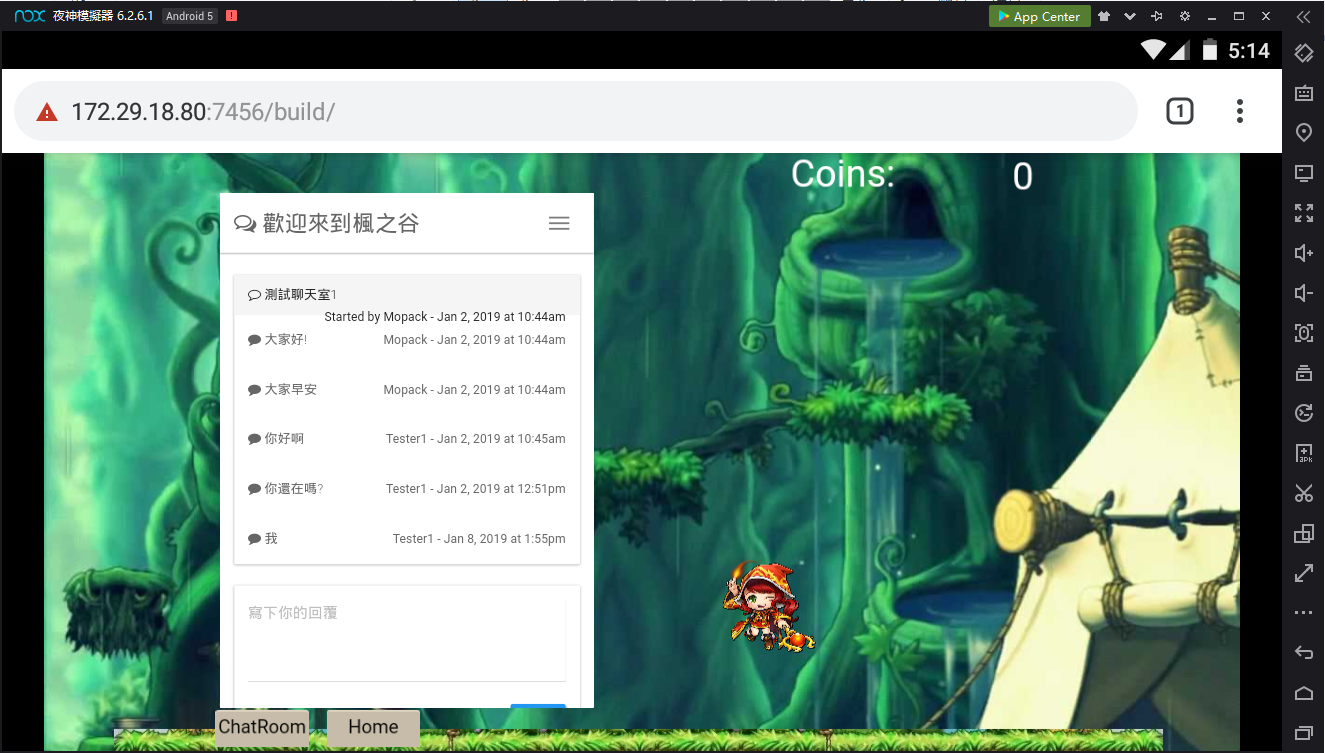 nox 夜神模擬器 6.2.6.1 Android 5 App Center
5:14
172.29.18.80:7456/build/ 1
Coins: 0
歡迎來到楓之谷
測試聊天室1
Started by Mopack - Jan 2, 2019 at 10:44am
大家好! Mopack - Jan 2, 2019 at 10:44am
大家早安 Mopack - Jan 2, 2019 at 10:44am
你好啊 Tester1 - Jan 2, 2019 at 10:45am
你還在嗎? Tester1 - Jan 2, 2019 at 12:51pm
我 Tester1 - Jan 8, 2019 at 1:55pm
寫下你的回覆
ChatRoom Home